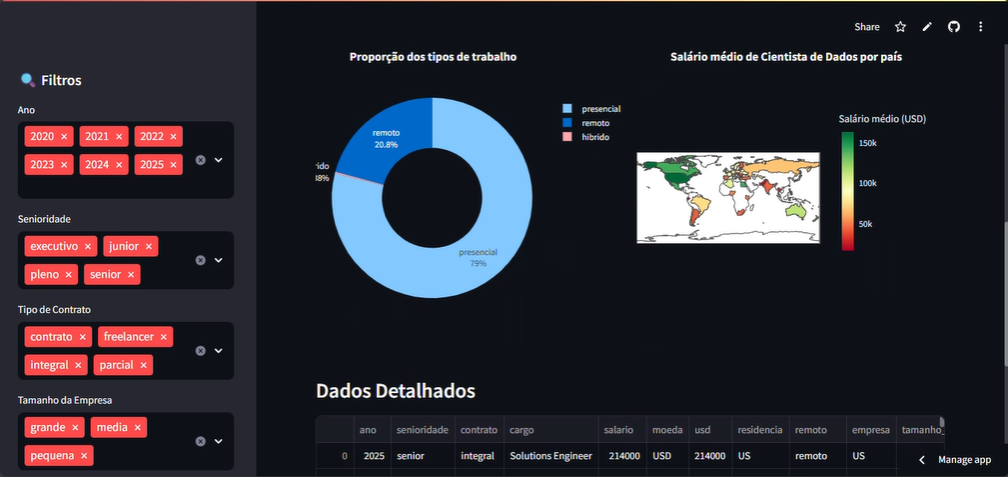 Share
Filtros
Ano
2020 × 2021 × 2022 ×
2023 × 2024 × 2025 ×
Senioridade
executivo × junior ×
pleno × senior ×
Tipo de Contrato
contrato × freelancer ×
integral × parcial ×
Tamanho da Empresa
grande × media ×
pequena ×
Proporção dos tipos de trabalho
presencial
remoto
hibrido
remoto
20.8%
rido
8%
presencial
79%
Salário médio de Cientista de Dados por país
Salário médio (USD)
150k
100k
50k
Dados Detalhados
ano senioridade contrato cargo salario moeda usd residencia remoto empresa tamanho_
0 2025 senior integral Solutions Engineer 214000 USD 214000 US remoto US
Manage app